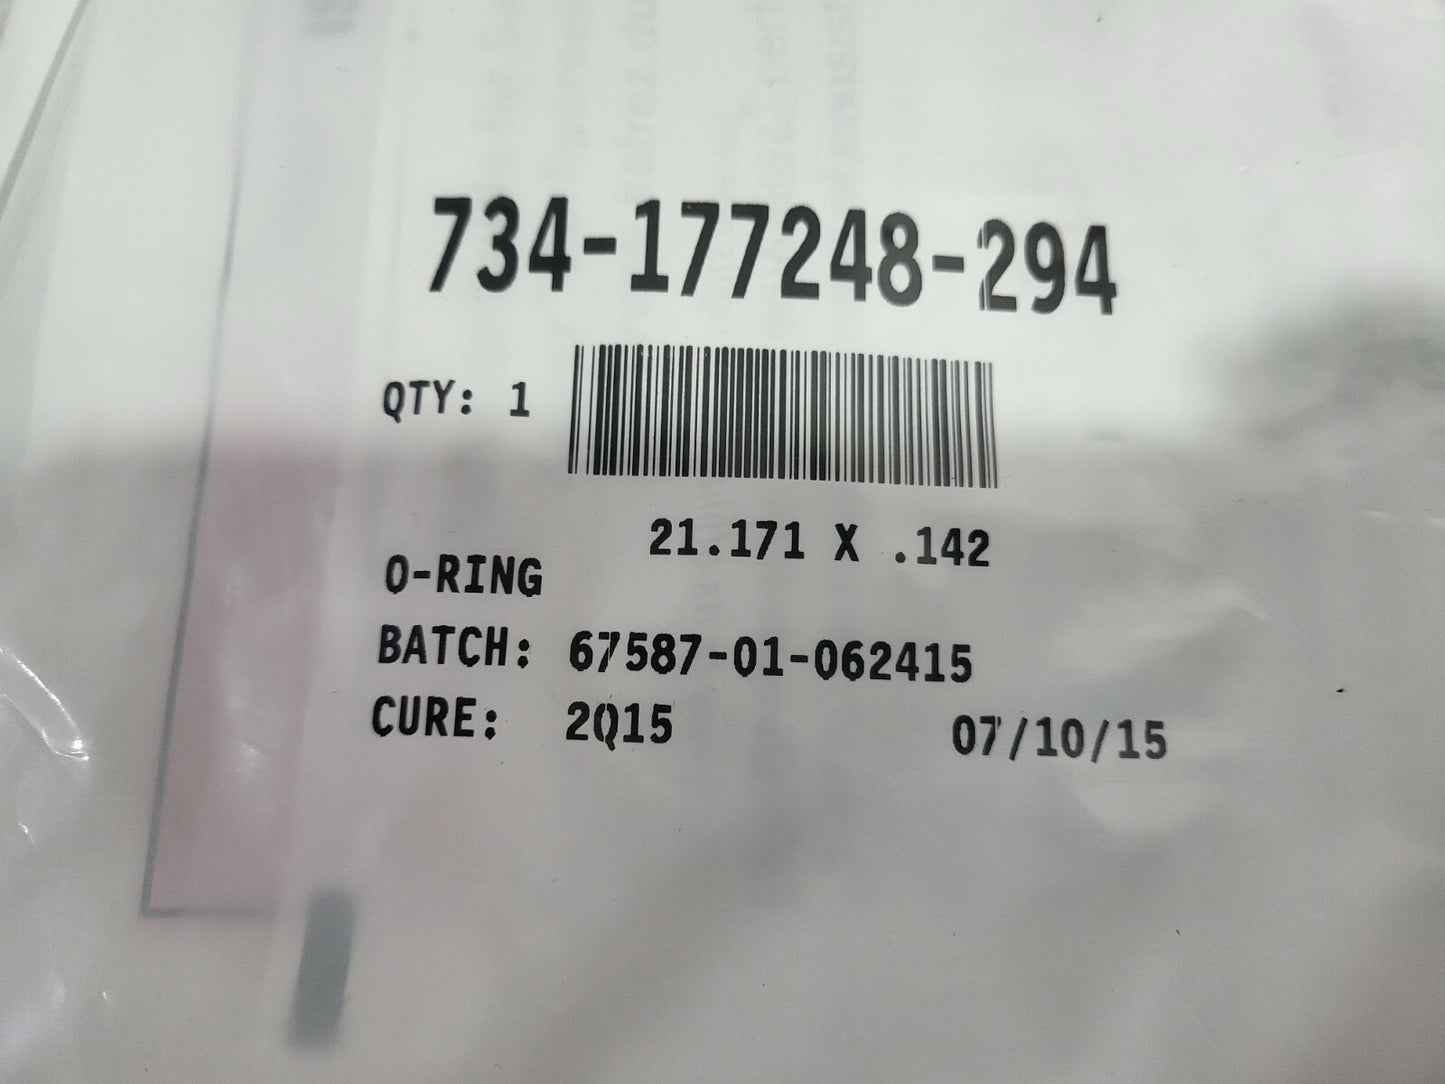 734-177248-294
QTY: 1
21.171 X .142
O-RING
BATCH: 67587-01-062415
CURE: 2Q15 07/10/15